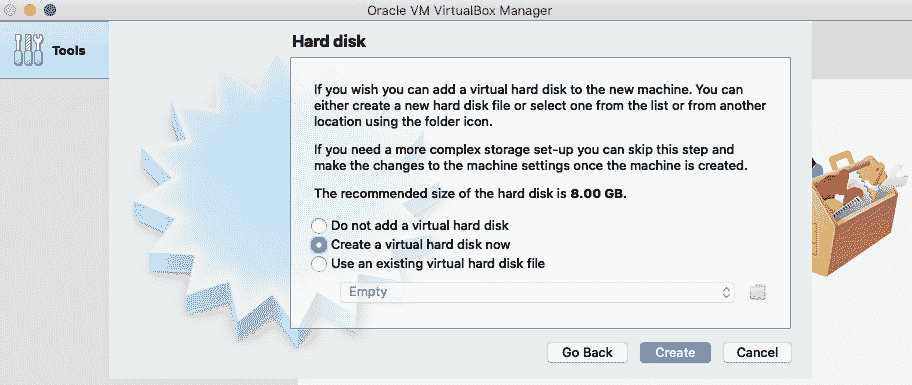 Oracle VM VirtualBox Manager
Tools
Hard disk
If you wish you can add a virtual hard disk to the new machine. You can
either create a new hard disk file or select one from the list or from another
location using the folder icon.
If you need a more complex storage set-up you can skip this step and
make the changes to the machine settings once the machine is created.
The recommended size of the hard disk is 8.00 GB.
Do not add a virtual hard disk
Create a virtual hard disk now
Use an existing virtual hard disk file
Empty
Go Back
Create
Cancel